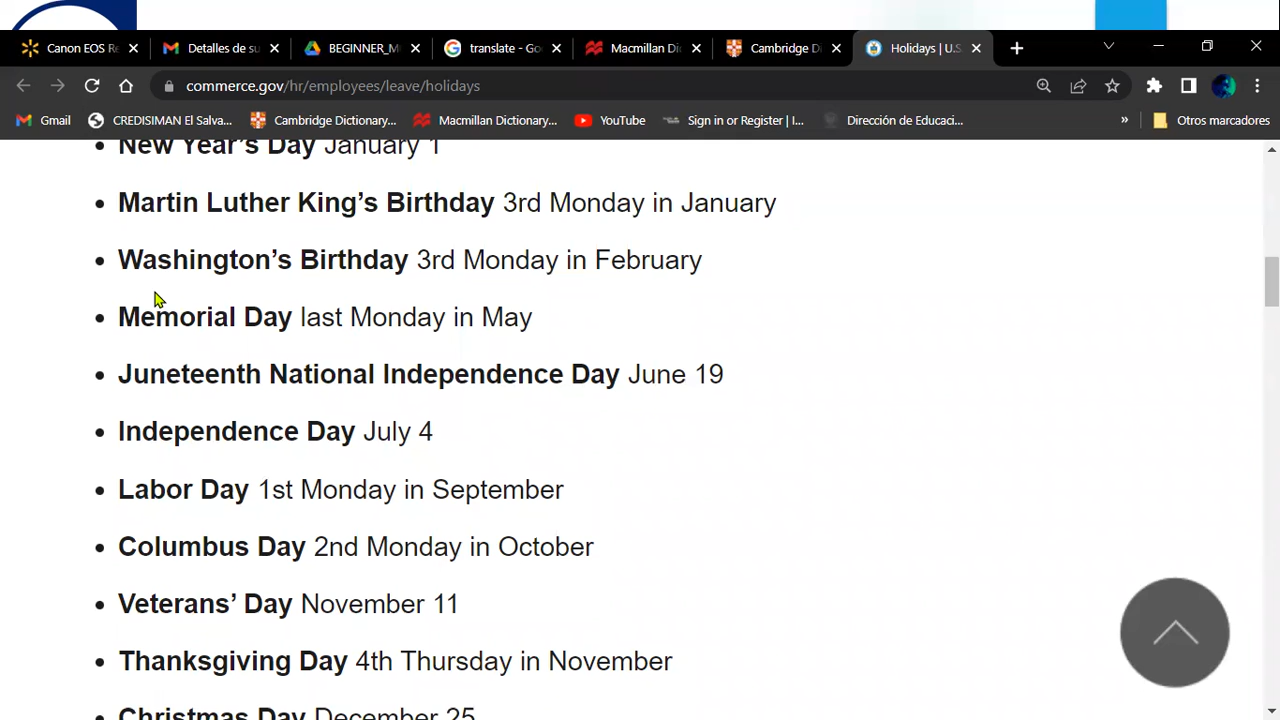 Canon EOS Re
Detalles de su
BEGINNER_M
translate - Go
Macmillan Di
Cambridge Di
Holidays | U.S
commerce.gov/hr/employees/leave/holidays
Gmail
CREDISIMAN El Salva...
Cambridge Dictionary...
Macmillan Dictionary...
YouTube
Sign in or Register | I...
Dirección de Educaci...
»
Otros marcadores
• New Year's Day January 1
• Martin Luther King's Birthday 3rd Monday in January
• Washington's Birthday 3rd Monday in February
• Memorial Day last Monday in May
• Juneteenth National Independence Day June 19
• Independence Day July 4
• Labor Day 1st Monday in September
• Columbus Day 2nd Monday in October
• Veterans' Day November 11
• Thanksgiving Day 4th Thursday in November
• Christmas Day December 25